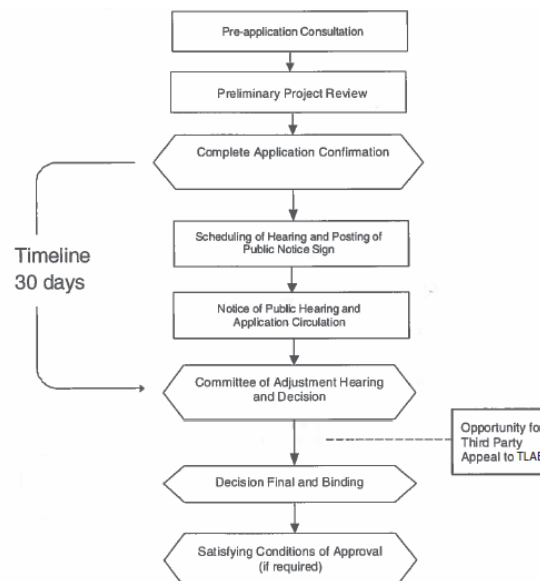 Pre-application Consultation
Preliminary Project Review
Complete Application Confirmation
Timeline
30 days
Scheduling of Hearing and Posting of
Public Notice Sign
Notice of Public Hearing and
Application Circulation
Committee of Adjustment Hearing
and Decision
Opportunity for
Third Party
Appeal to TLAB
Decision Final and Binding
Satisfying Conditions of Approval
(if required)